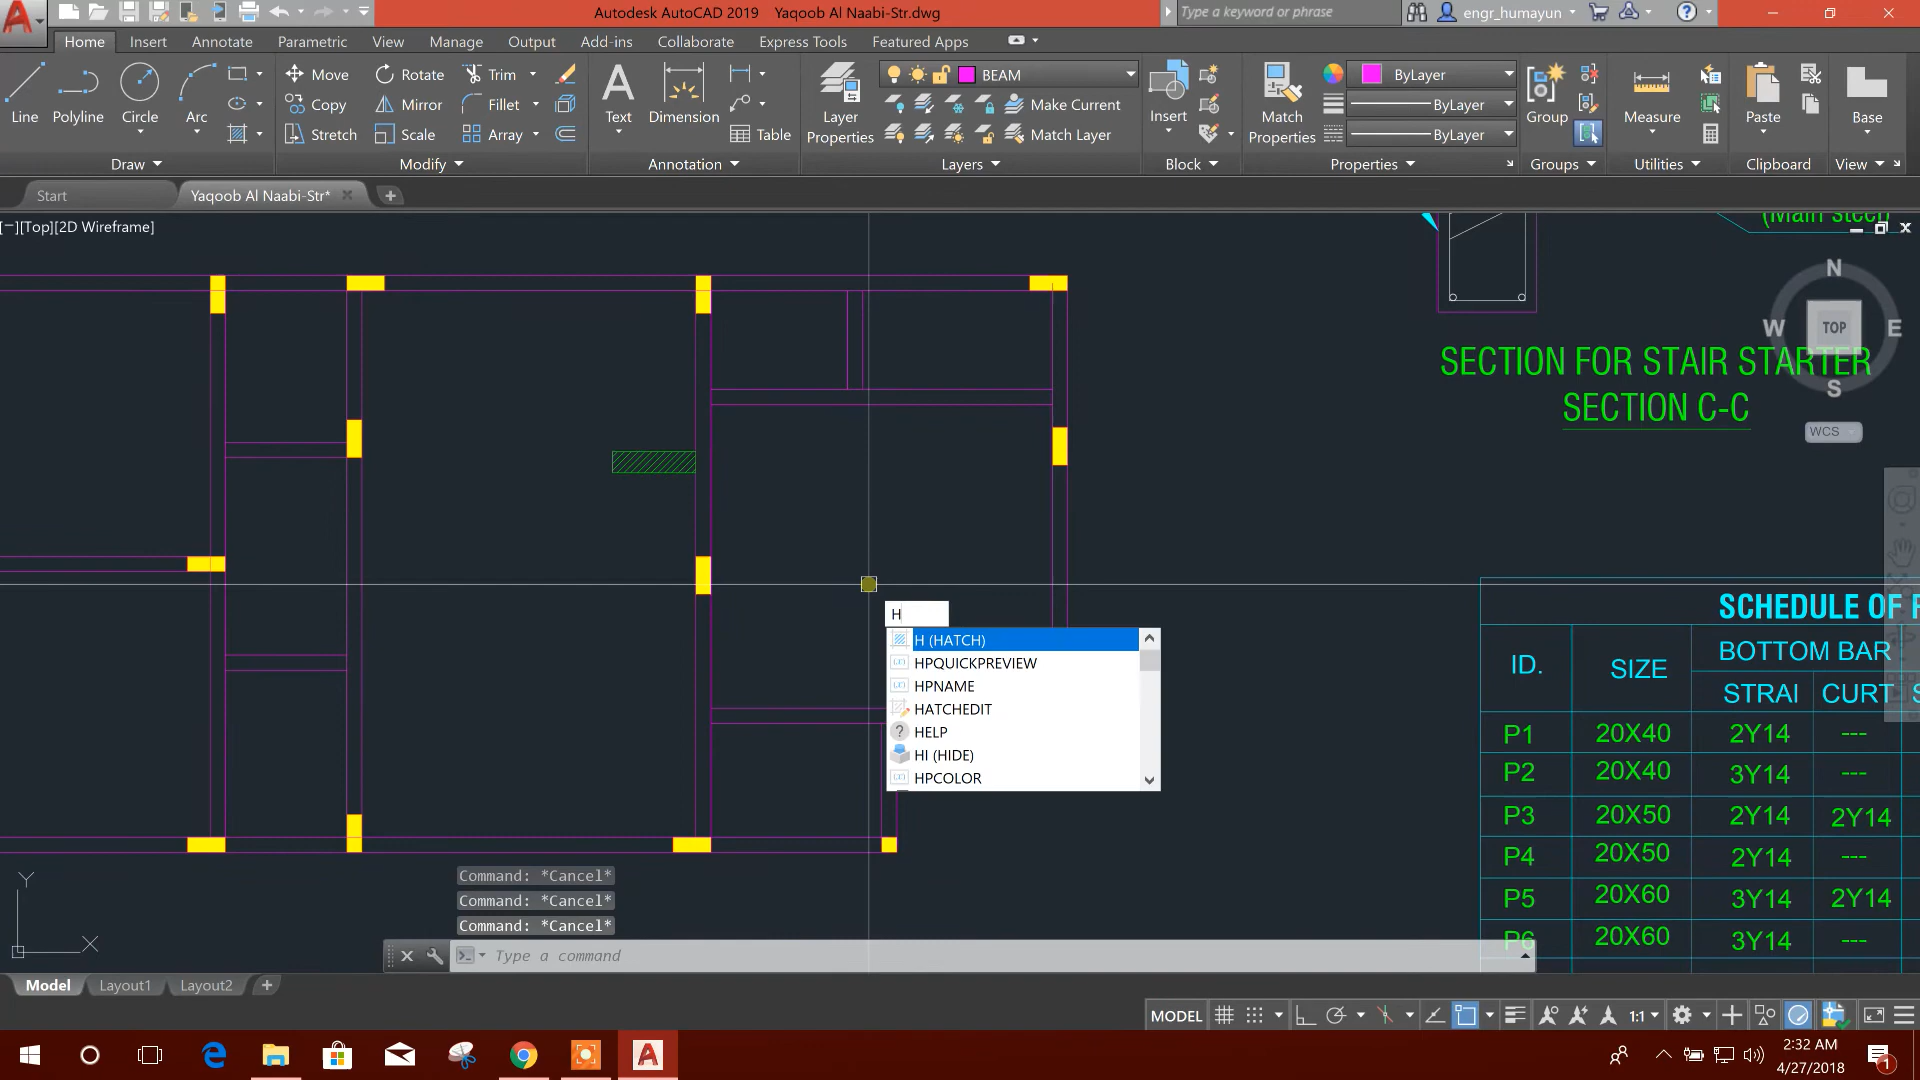 Autodesk AutoCAD 2019 Yaqoob Al Naabi-Str.dwg
Type a keyword or phrase
engr_humayun
Home Insert Annotate Parametric View Manage Output Add-ins Collaborate Express Tools Featured Apps
Line Polyline Circle Arc
Move Rotate Trim
Copy Mirror Fillet
Stretch Scale Array
Text Dimension Table
Layer Properties
BEAM
Make Current
Match Layer
Insert
Match Properties
ByLayer
ByLayer
ByLayer
Group Measure Paste Base
Draw Modify Annotation Layers Block Properties Groups Utilities Clipboard View
Start Yaqoob Al Naabi-Str*
[−][Top][2D Wireframe]
(Main steel)
N
W TOP E
S
WCS
SECTION FOR STAIR STARTER
SECTION C-C
H
H (HATCH)
HPQUICKPREVIEW
HPNAME
HATCHEDIT
HELP
HI (HIDE)
HPCOLOR
SCHEDULE OF
ID. SIZE BOTTOM BAR
STRAI CURT
P1 20X40 2Y14 ---
P2 20X40 3Y14 ---
P3 20X50 2Y14 2Y14
P4 20X50 2Y14 ---
P5 20X60 3Y14 2Y14
P6 20X60 3Y14 ---
Y
X
Command: *Cancel*
Command: *Cancel*
Command: *Cancel*
Type a command
Model Layout1 Layout2
MODEL 1:1
2:32 AM
4/27/2018
1